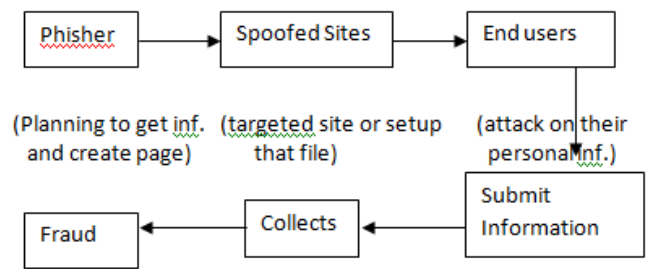 Phisher
Spoofed Sites
End users
(Planning to get inf.
and create page)
(targeted site or setup
that file)
(attack on their
personal inf.)
Submit
Information
Collects
Fraud